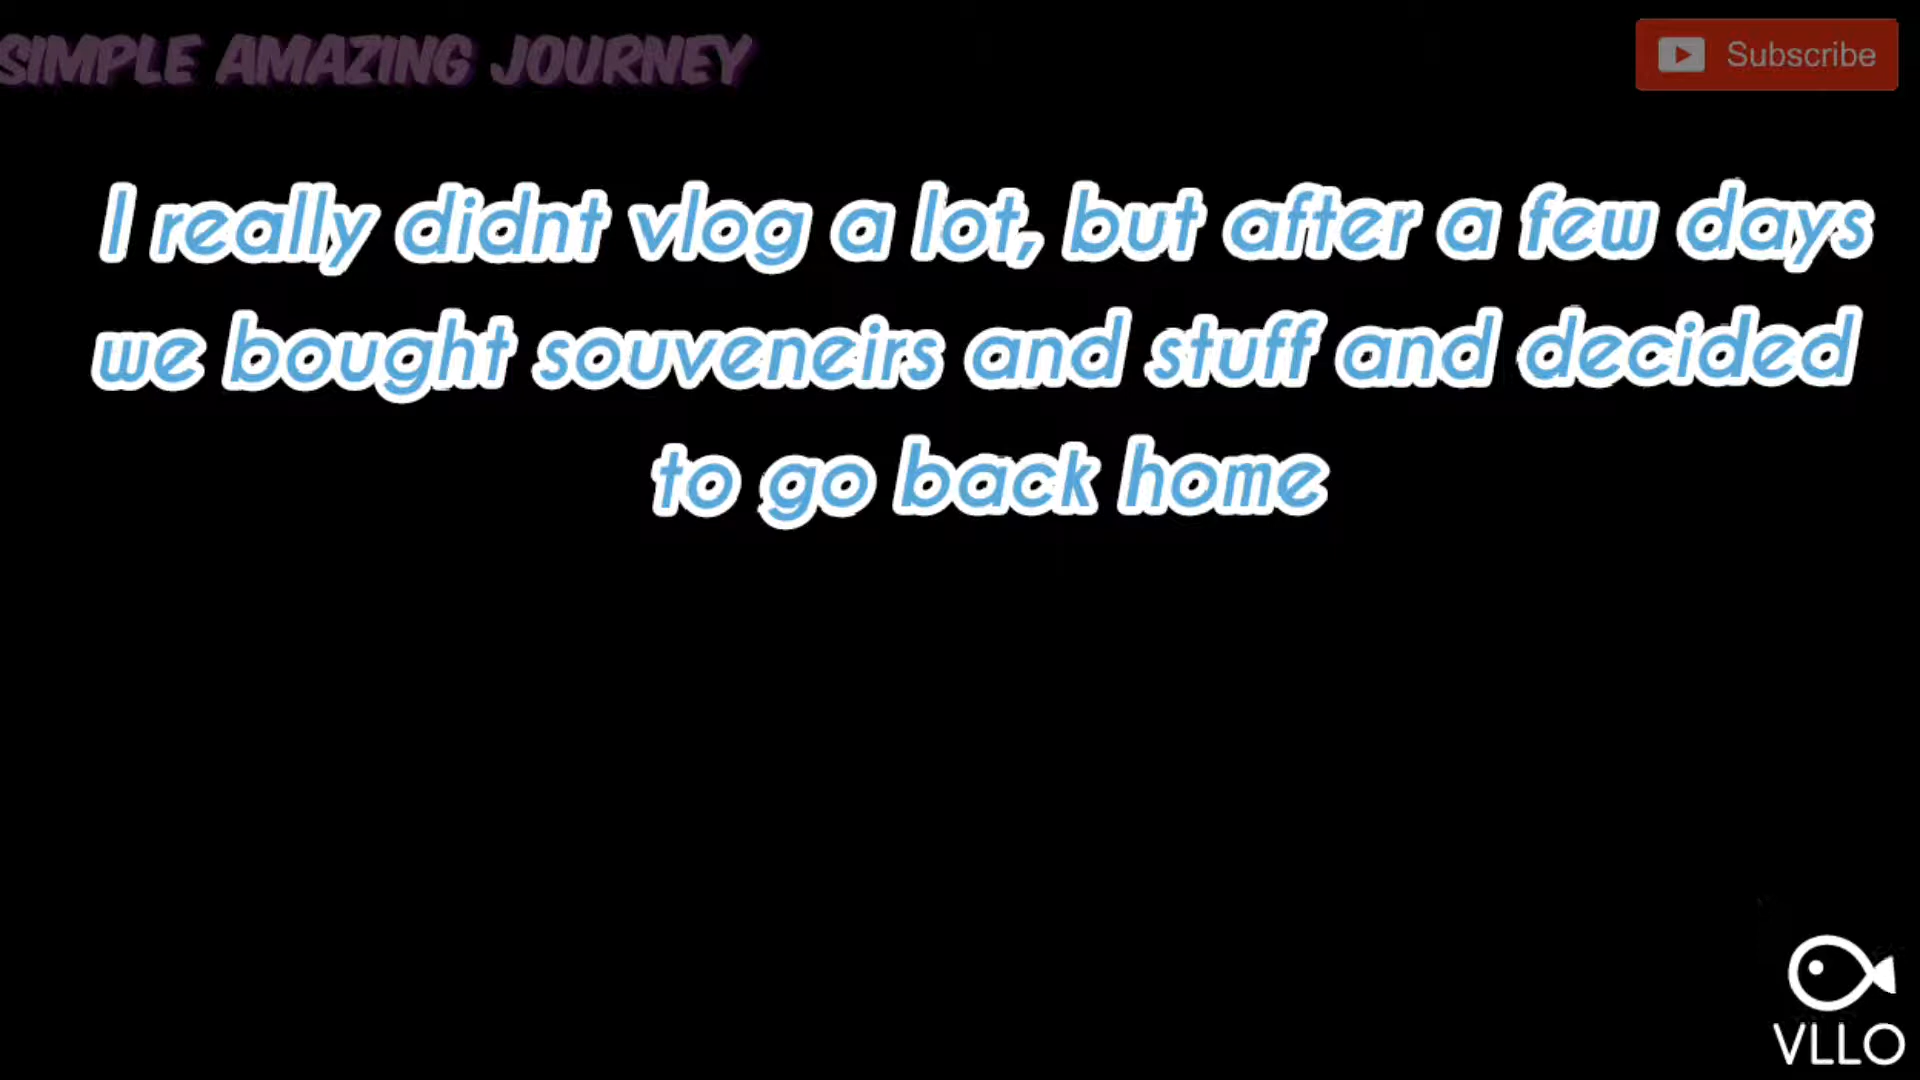 SIMPLE AMAZING JOURNEY
Subscribe
I really didnt vlog a lot, but after a few days
we bought souveneirs and stuff and decided
to go back home
VLLO